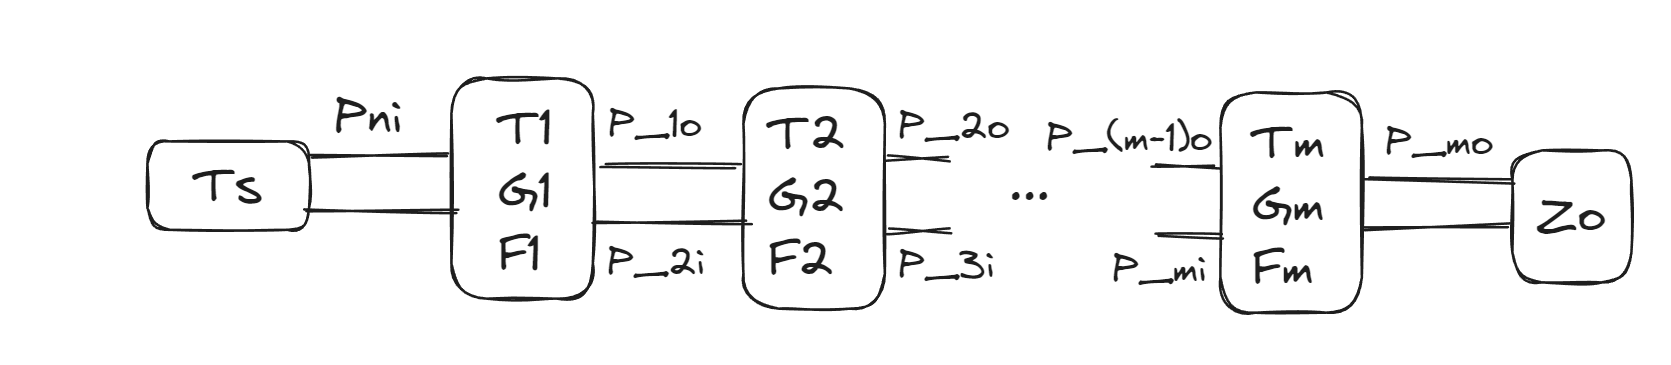 Ts
Pni
T1
G1
F1
P_1o
P_2i
T2
G2
F2
P_2o
P_3i
...
P_(m-1)o
P_mi
Tm
Gm
Fm
P_mo
Zo